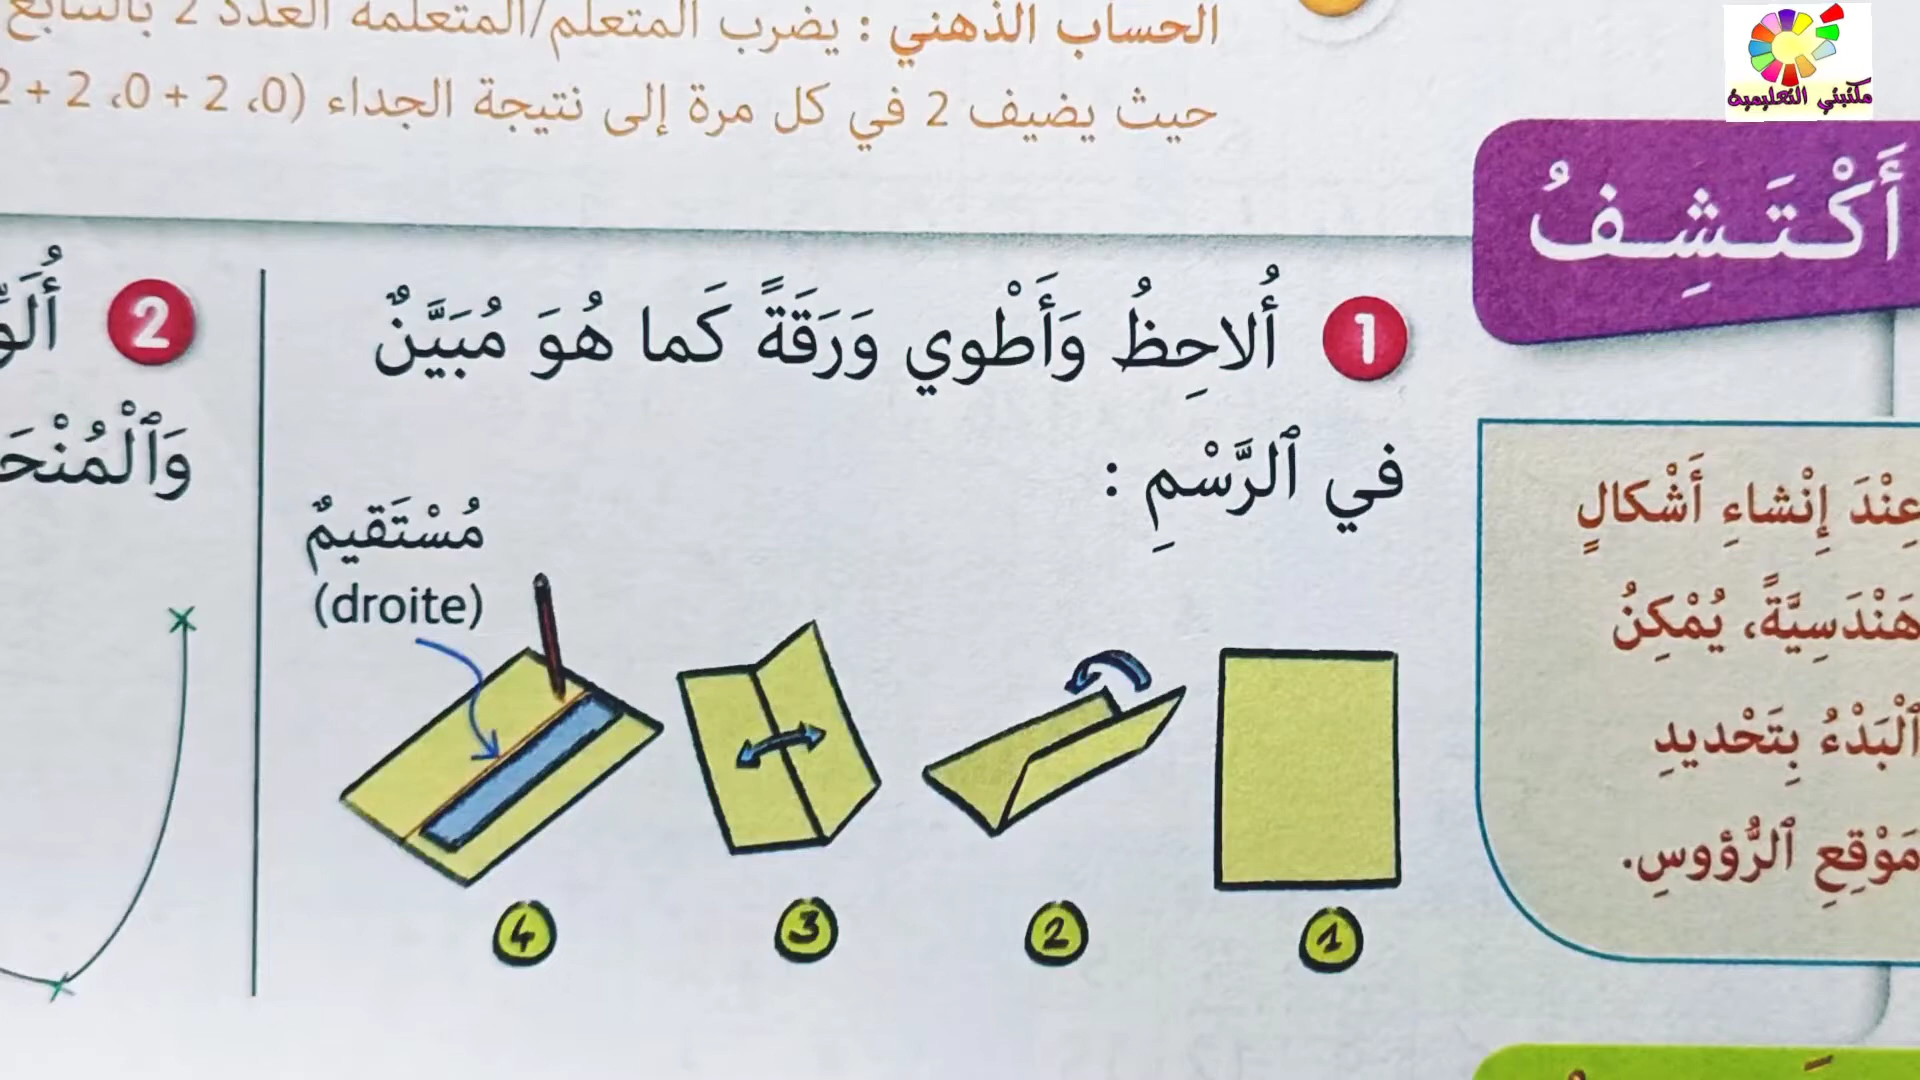 الحساب الذهني : يضرب المتعلم/المتعلمة العدد 2 بالتتابع
حيث يضيف 2 في كل مرة إلى نتيجة الجداء (0، 2 + 0، 2 + 2
مكتبتي التعليمية
أَكْتَشِفُ
1 أُلاحِظُ وَأَطْوي وَرَقَةً كَما هُوَ مُبَيَّنٌ
في ٱلرَّسْمِ :
مُسْتَقيمٌ
(droite)
1
2
3
4
عِنْدَ إِنْشاءِ أَشْكالٍ
هَنْدَسِيَّةً، يُمْكِنُ
ٱلْبَدْءُ بِتَحْديدِ
مَوْقِعِ ٱلرُّؤوسِ.
2